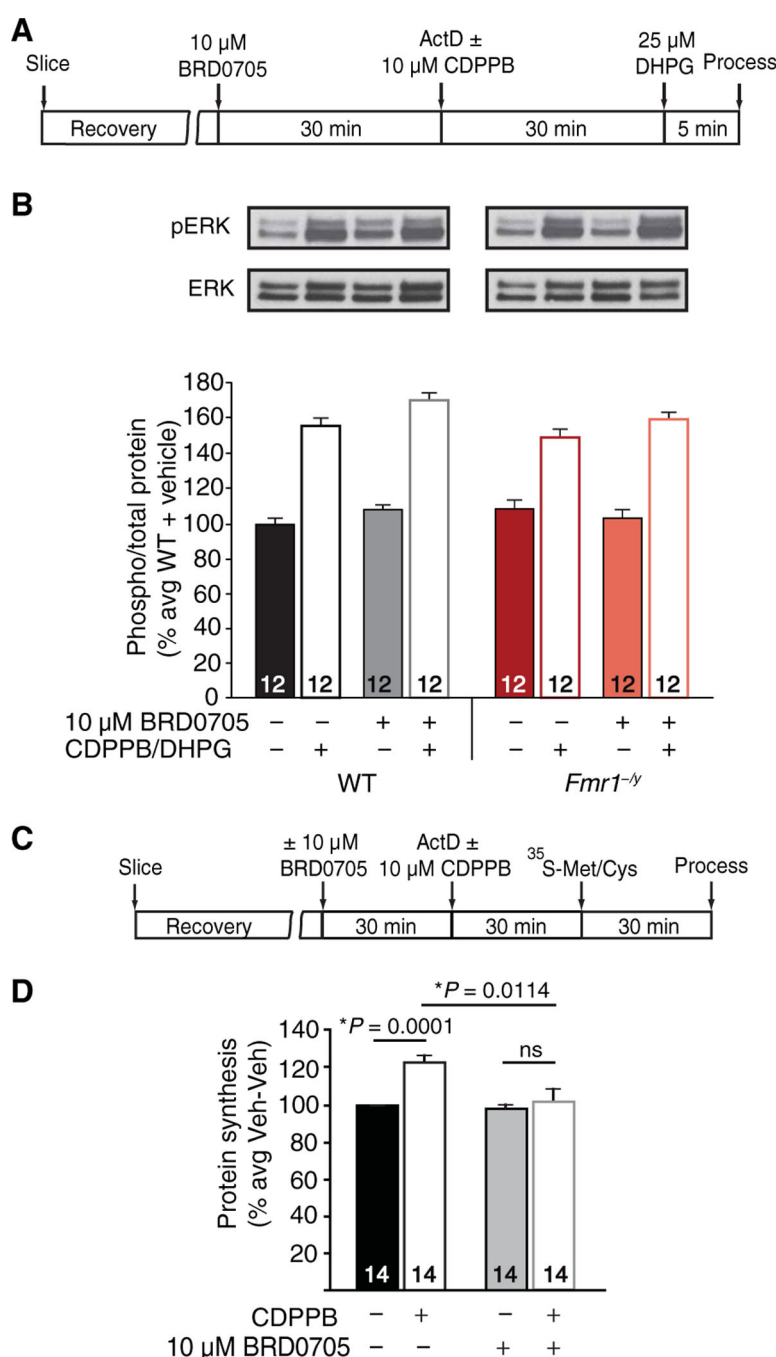 A
Slice
10 µM
BRD0705
ActD ±
10 µM CDPPB
25 µM
DHPG
Process
Recovery
30 min
30 min
5 min
B
pERK
ERK
Phospho/total protein
(% avg WT + vehicle)
180
160
140
120
100
80
60
40
20
0
12 12 12 12 12 12 12 12
10 µM BRD0705 − − + + − − + +
CDPPB/DHPG − + − + − + − +
WT
Fmr1⁻/ʸ
C
Slice
± 10 µM
BRD0705
ActD ±
10 µM CDPPB
³⁵S-Met/Cys
Process
Recovery
30 min
30 min
30 min
D
*P = 0.0114
*P = 0.0001
ns
Protein synthesis
(% avg Veh-Veh)
140
120
100
80
60
40
20
14 14 14 14
CDPPB − + − +
10 µM BRD0705 − − + +